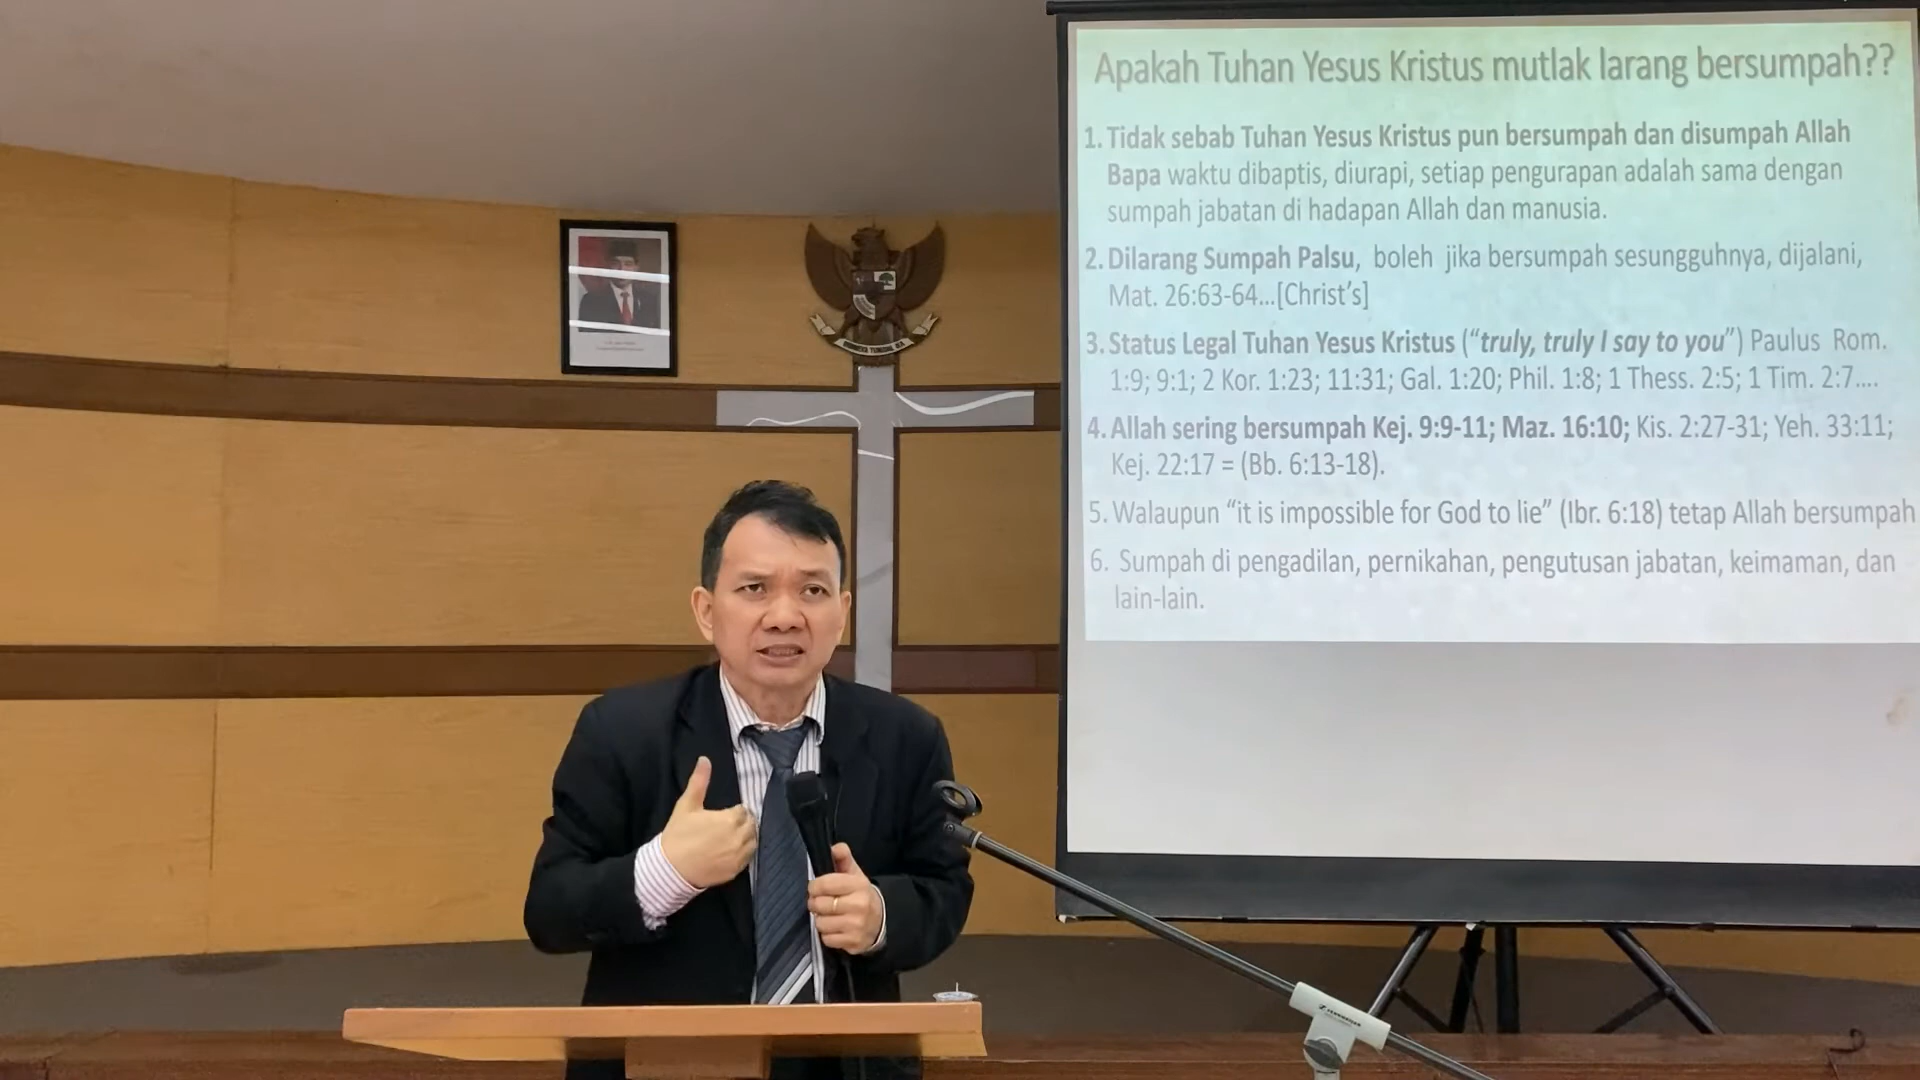 Apakah Tuhan Yesus Kristus mutlak larang bersumpah??
1. Tidak sebab Tuhan Yesus Kristus pun bersumpah dan disumpah Allah
Bapa waktu dibaptis, diurapi, setiap pengurapan adalah sama dengan
sumpah jabatan di hadapan Allah dan manusia.
2. Dilarang Sumpah Palsu, boleh jika bersumpah sesungguhnya, dijalani,
Mat. 26:63-64...[Christ's]
3. Status Legal Tuhan Yesus Kristus (“truly, truly I say to you”) Paulus Rom.
1:9; 9:1; 2 Kor. 1:23; 11:31; Gal. 1:20; Phil. 1:8; 1 Thess. 2:5; 1 Tim. 2:7....
4. Allah sering bersumpah Kej. 9:9-11; Maz. 16:10; Kis. 2:27-31; Yeh. 33:11;
Kej. 22:17 = (Bb. 6:13-18).
5. Walaupun “it is impossible for God to lie” (Ibr. 6:18) tetap Allah bersumpah
6. Sumpah di pengadilan, pernikahan, pengutusan jabatan, keimaman, dan
lain-lain.